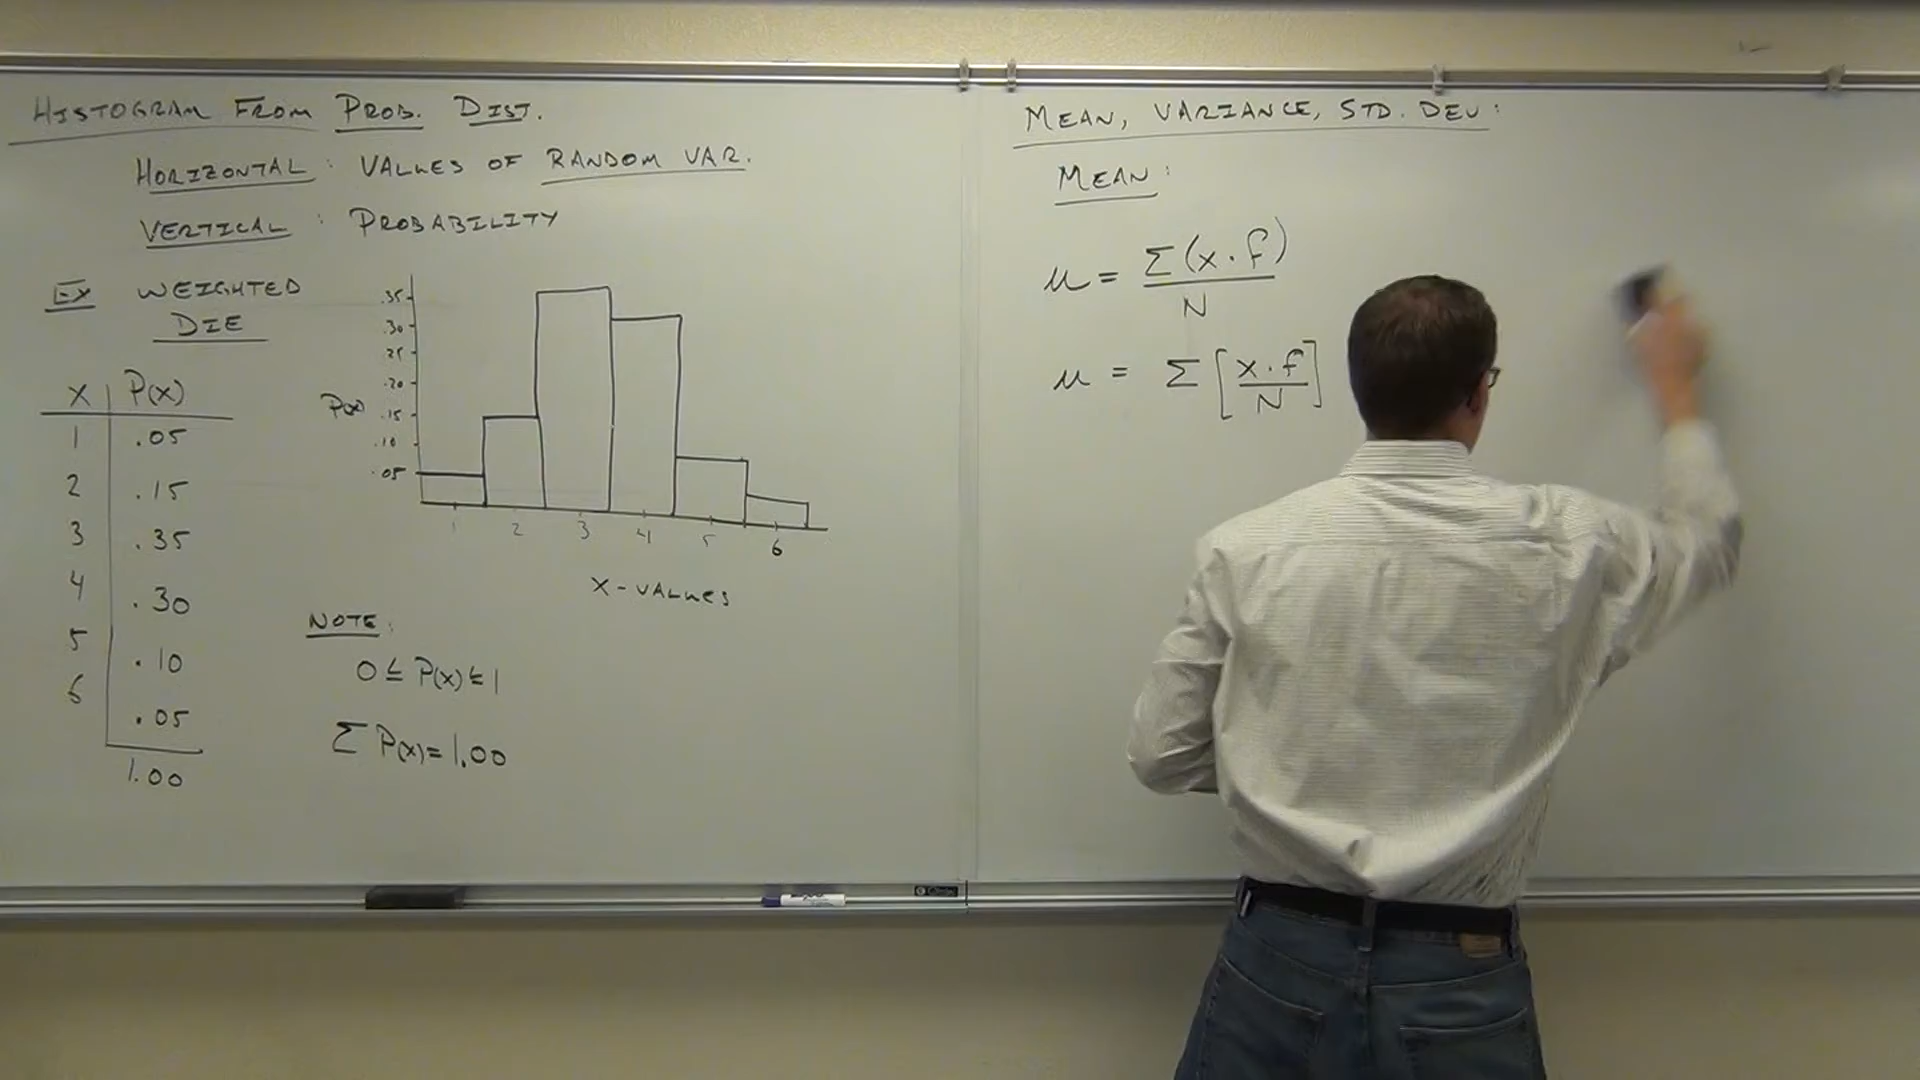 HISTOGRAM FROM PROB. DIST.
HORIZONTAL : VALUES OF RANDOM VAR.
VERTICAL : PROBABILITY
EX WEIGHTED
DIE
X P(x)
1 .05
2 .15
3 .35
4 .30
5 .10
6 .05
1.00
.35
.30
.25
.20
.15
.10
.05
P(x)
1 2 3 4 5 6
X-VALUES
NOTE:
0 ≤ P(x) ≤ 1
Σ P(x) = 1.00
MEAN, VARIANCE, STD. DEV:
MEAN:
μ = Σ(x · f)
N
μ = Σ [x · f]
N